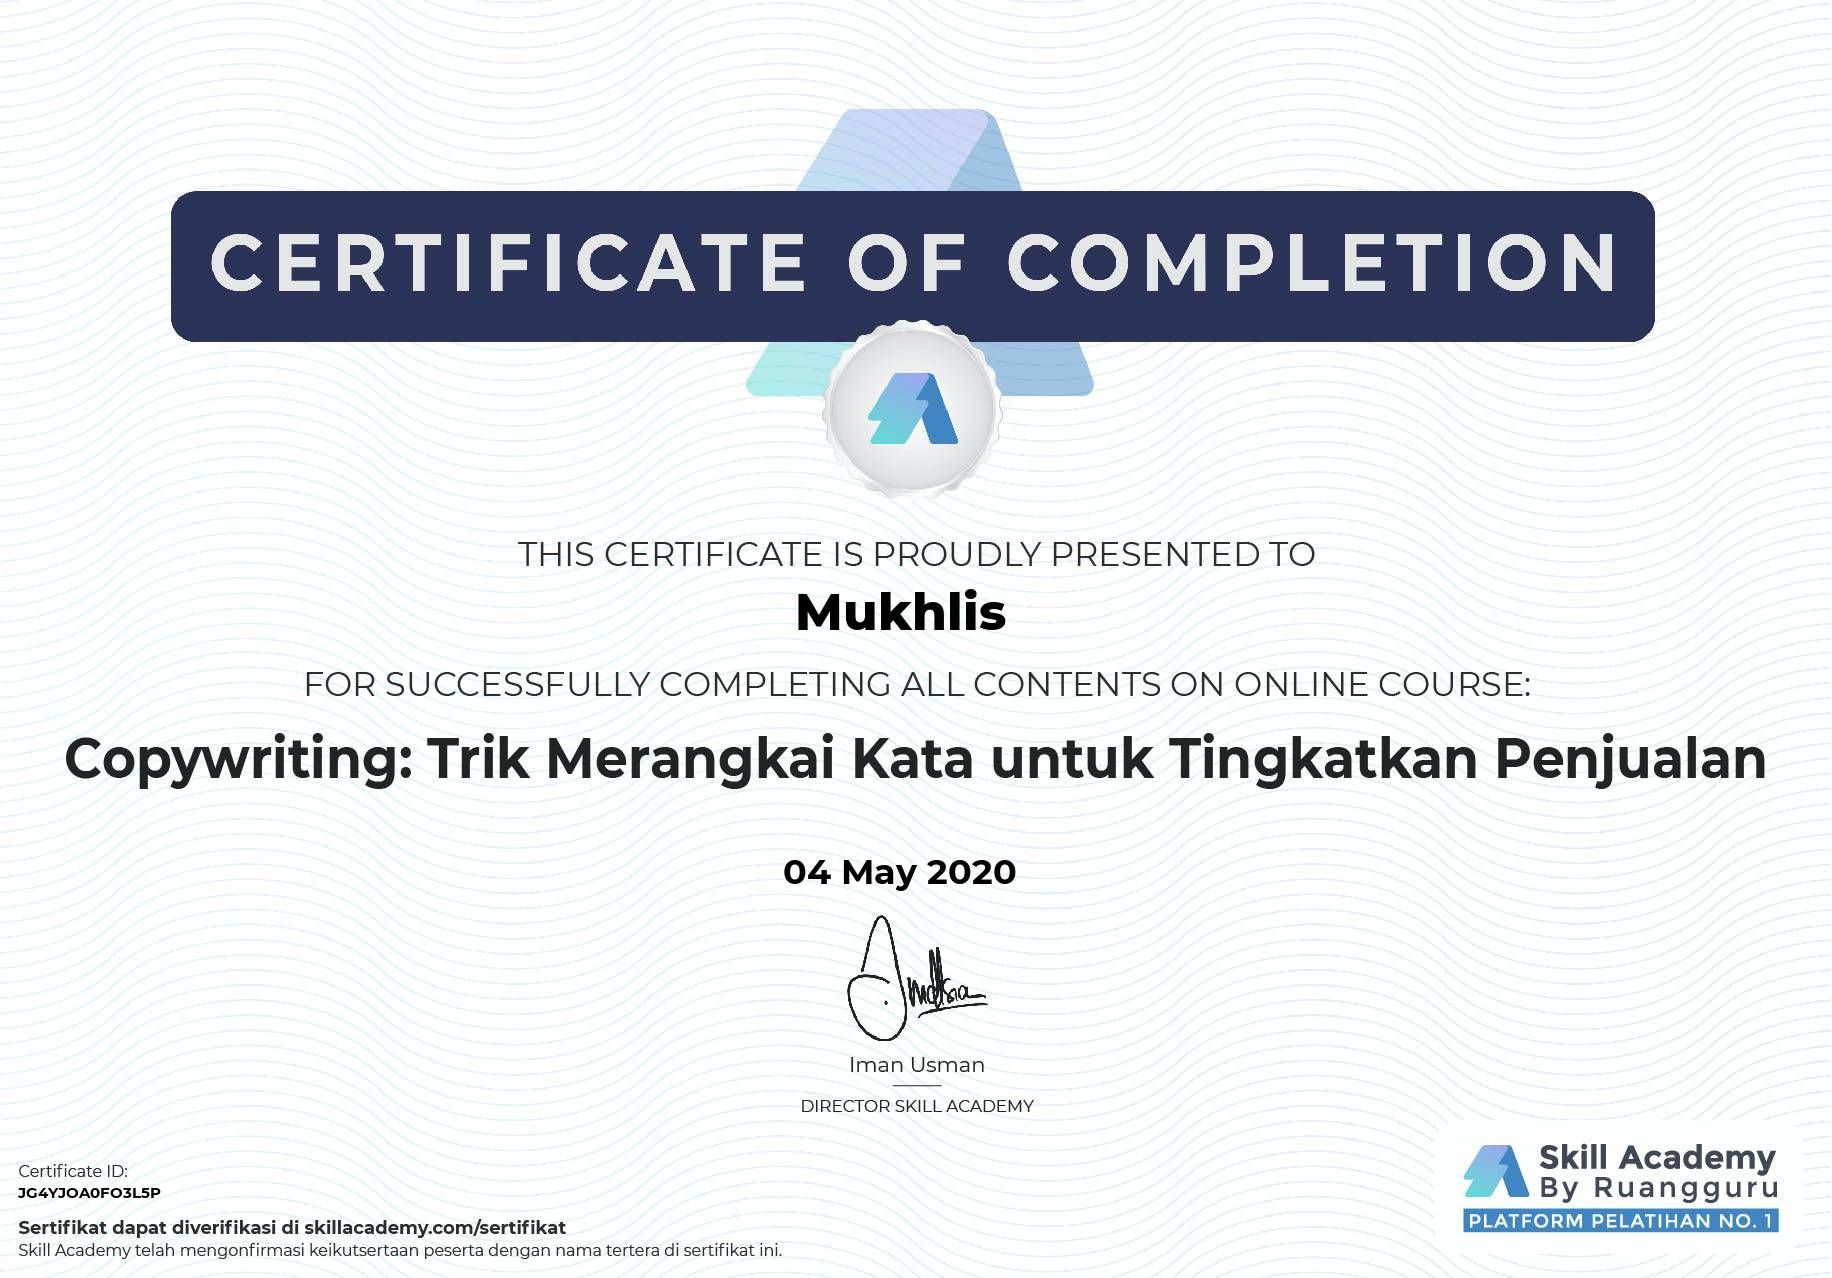 CERTIFICATE OF COMPLETION
THIS CERTIFICATE IS PROUDLY PRESENTED TO
Mukhlis
FOR SUCCESSFULLY COMPLETING ALL CONTENTS ON ONLINE COURSE:
Copywriting: Trik Merangkai Kata untuk Tingkatkan Penjualan
04 May 2020
Iman Usman
DIRECTOR SKILL ACADEMY
Certificate ID:
JG4YJOA0FO3L5P
Sertifikat dapat diverifikasi di skillacademy.com/sertifikat
Skill Academy telah mengonfirmasi keikutsertaan peserta dengan nama tertera di sertifikat ini.
Skill Academy
By Ruangguru
PLATFORM PELATIHAN NO. 1